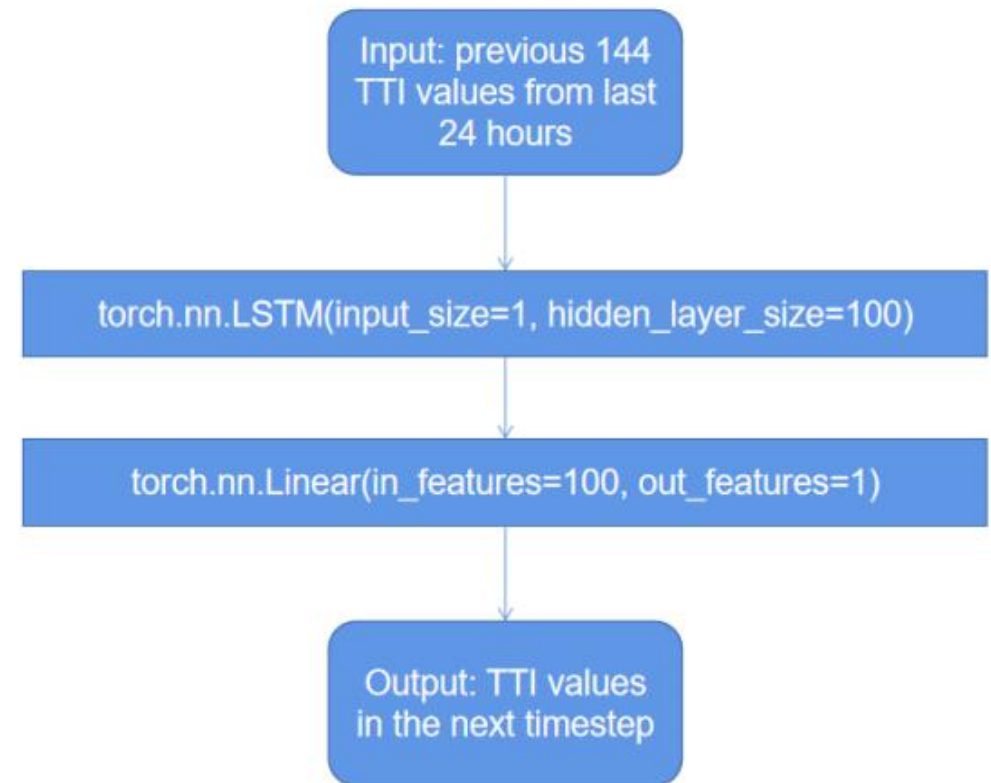 Input: previous 144
TTI values from last
24 hours
torch.nn.LSTM(input_size=1, hidden_layer_size=100)
torch.nn.Linear(in_features=100, out_features=1)
Output: TTI values
in the next timestep